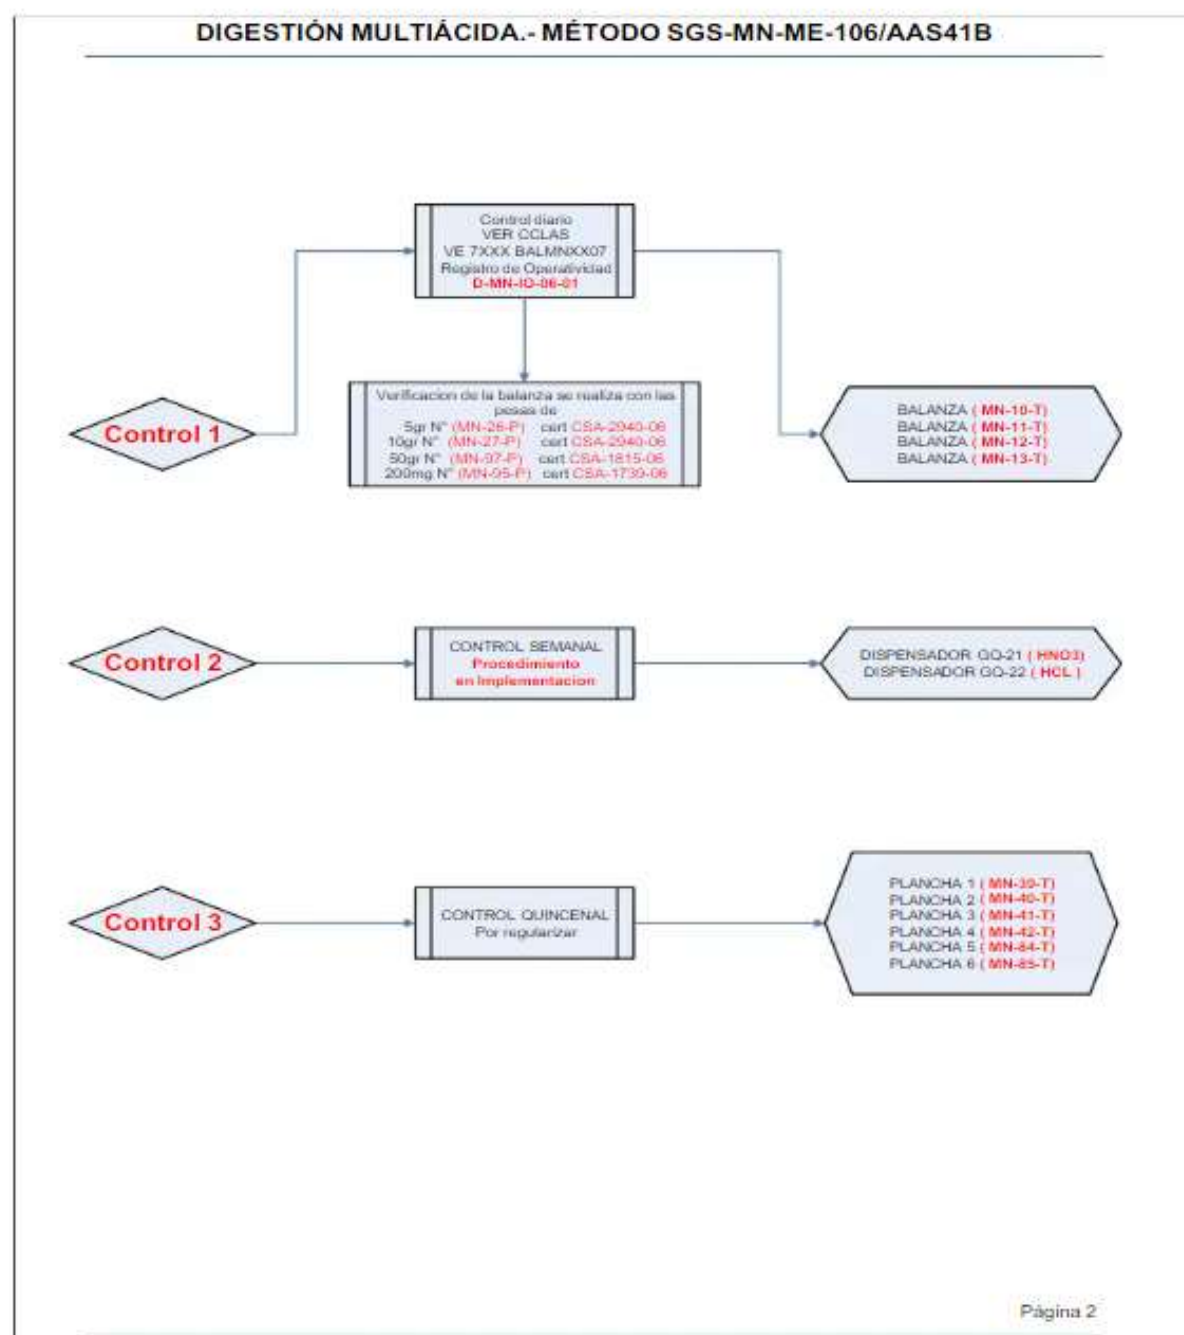 DIGESTIÓN MULTIÁCIDA.- MÉTODO SGS-MN-ME-106/AAS41B
Control diario
VER CCLAS
VE 7XXX BALMNXX07
Registro de Operatividad
D-MN-IO-06-01
Control 1
Verificacion de la balanza se realiza con las
pesas de
5gr N° (MN-26-P) cert CSA-2940-06
10gr N° (MN-27-P) cert CSA-2940-06
50gr N° (MN-97-P) cert CSA-1815-06
200mg N° (MN-95-P) cert CSA-1739-06
BALANZA ( MN-10-T)
BALANZA ( MN-11-T)
BALANZA ( MN-12-T)
BALANZA ( MN-13-T)
Control 2
CONTROL SEMANAL
Procedimiento
en Implementacion
DISPENSADOR GQ-21 ( HNO3)
DISPENSADOR GQ-22 ( HCL )
Control 3
CONTROL QUINCENAL
Por regularizar
PLANCHA 1 ( MN-39-T)
PLANCHA 2 ( MN-40-T)
PLANCHA 3 ( MN-41-T)
PLANCHA 4 ( MN-42-T)
PLANCHA 5 ( MN-84-T)
PLANCHA 6 ( MN-85-T)
Página 2